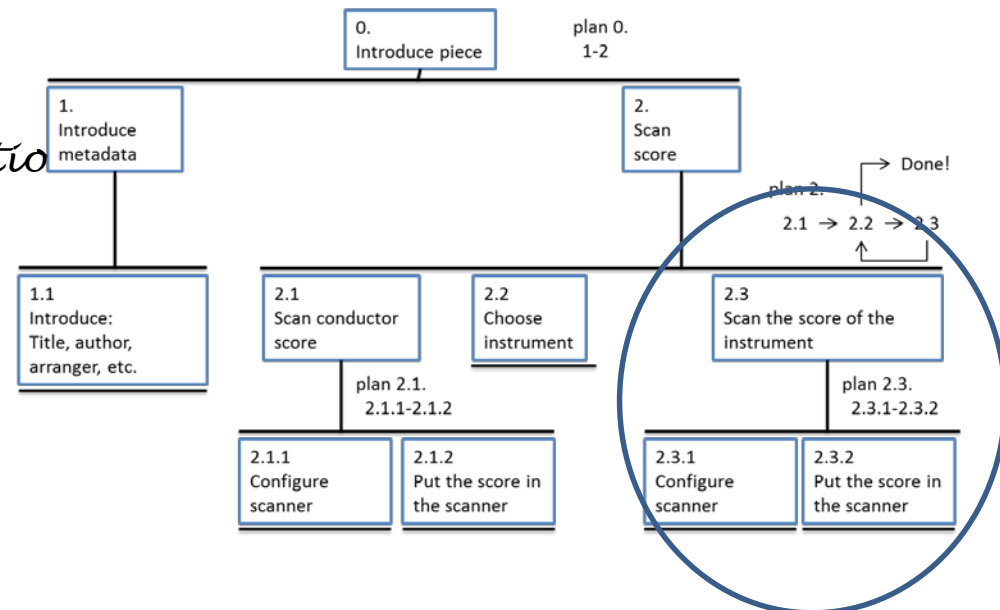 0.
Introduce piece
plan 0.
1-2
1.
Introduce
metadata
2.
Scan
score
tio
Done!
plan 2.
2.1 → 2.2 → 2.3
1.1
Introduce:
Title, author,
arranger, etc.
2.1
Scan conductor
score
2.2
Choose
instrument
2.3
Scan the score of the
instrument
plan 2.1.
2.1.1-2.1.2
plan 2.3.
2.3.1-2.3.2
2.1.1
Configure
scanner
2.1.2
Put the score in
the scanner
2.3.1
Configure
scanner
2.3.2
Put the score in
the scanner